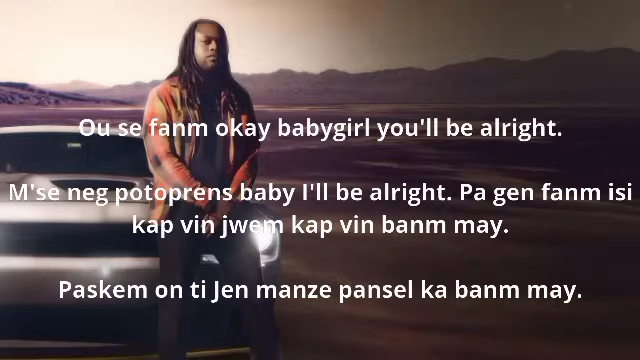 Ou se fanm okay babygirl you'll be alright.
M'se neg potoprens baby I'll be alright. Pa gen fanm isi
kap vin jwem kap vin banm may.
Paskem on ti Jen manze pansel ka banm may.